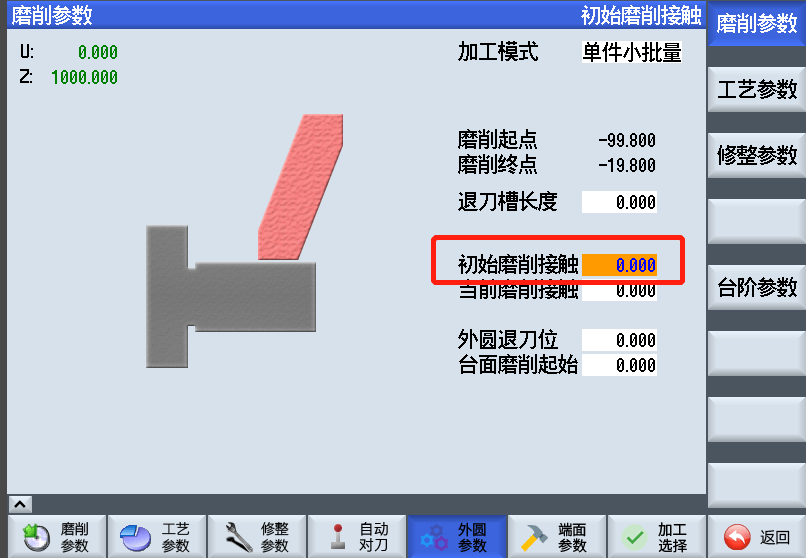 磨削参数 初始磨削接触
U: 0.000
Z: 1000.000
加工模式 单件小批量
磨削起点 -99.800
磨削终点 -19.800
退刀槽长度 0.000
初始磨削接触 0.000
当前磨削接触 0.000
外圆退刀位 0.000
台面磨削起始 0.000
磨削参数
工艺参数
修整参数
台阶参数
磨削
参数
工艺
参数
修整
参数
自动
对刀
外圆
参数
端面
参数
加工
选择
返回